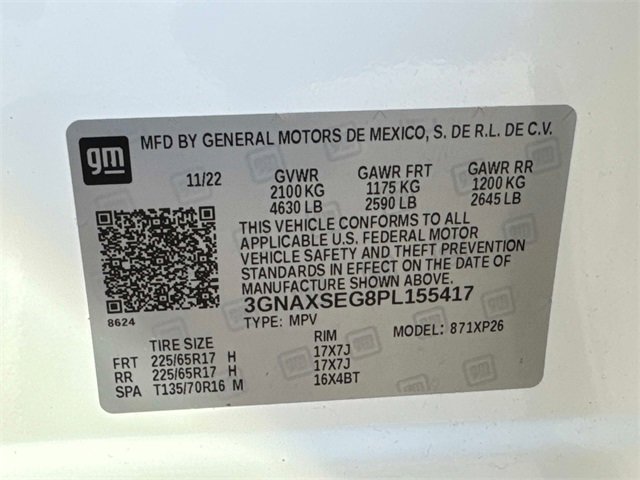 gm
MFD BY GENERAL MOTORS DE MEXICO, S. DE R.L. DE C.V.
11/22 GVWR GAWR FRT GAWR RR
2100 KG 1175 KG 1200 KG
4630 LB 2590 LB 2645 LB
THIS VEHICLE CONFORMS TO ALL
APPLICABLE U.S. FEDERAL MOTOR
VEHICLE SAFETY AND THEFT PREVENTION
STANDARDS IN EFFECT ON THE DATE OF
MANUFACTURE SHOWN ABOVE.
8624
3GNAXSEG8PL155417
TYPE: MPV MODEL: 871XP26
TIRE SIZE RIM
FRT 225/65R17 H 17X7J
RR 225/65R17 H 17X7J
SPA T135/70R16 M 16X4BT